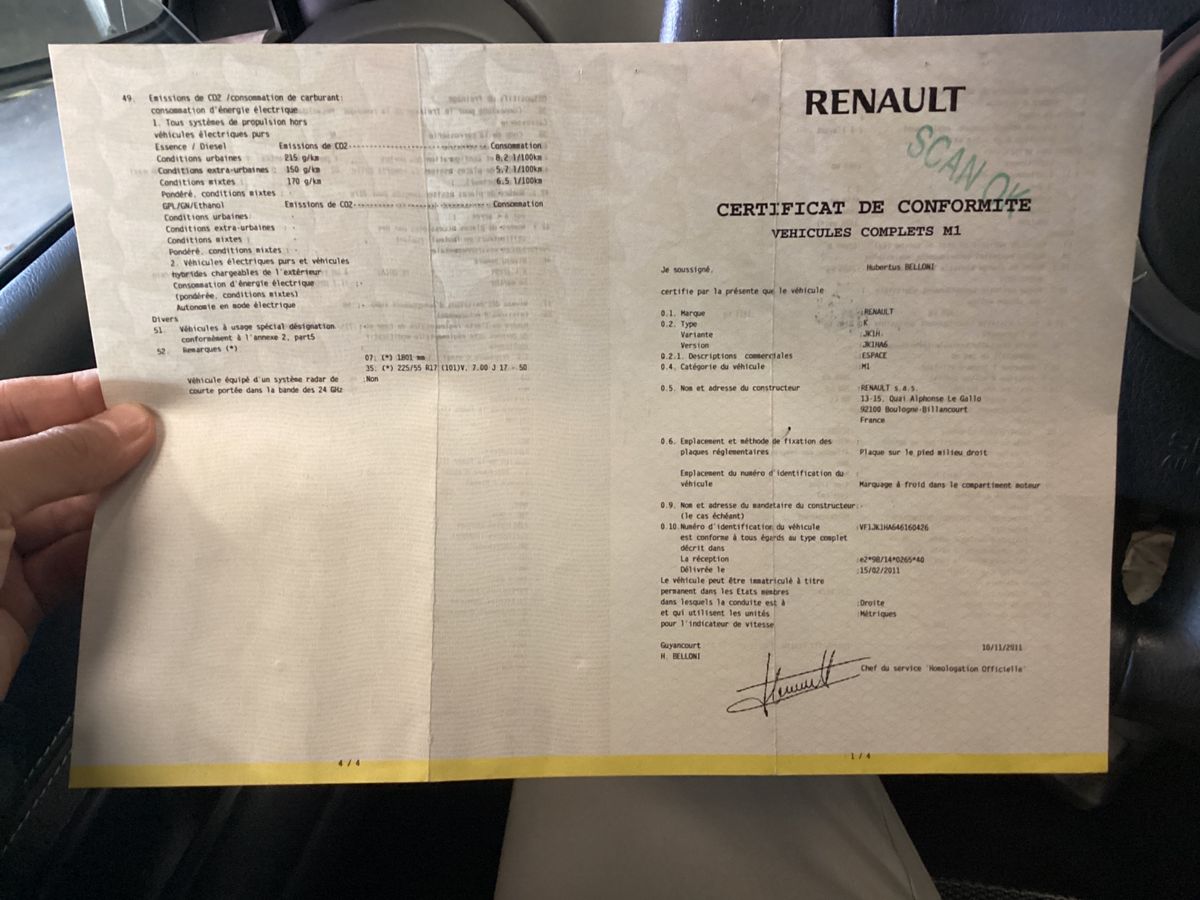 49. Emissions de CO2 /consommation de carburant:
consommation d'énergie électrique
1. Tous systèmes de propulsion hors
véhicules électriques purs
Essence / Diesel Emissions de CO2 Consommation
Conditions urbaines 215 g/km 8.2 l/100km
Conditions extra-urbaines : 150 g/km 5.7 l/100km
Conditions mixtes : 170 g/km 6.5 l/100km
Pondéré, conditions mixtes :
GPL/GN/Ethanol Emissions de CO2 Consommation
Conditions urbaines: -
Conditions extra-urbaines : -
Conditions mixtes : -
Pondéré, conditions mixtes : -
2. Véhicules électriques purs et véhicules
hybrides chargeables de l'extérieur
Consommation d'énergie électrique :-
(pondérée, conditions mixtes)
Autonomie en mode électrique :
Divers
51. Véhicules à usage spécial désignation
conformément à l'annexe 2, part5
52. Remarques (*)
07: (*) 1801 mm
35: (*) 225/55 R17 (101)V, 7.00 J 17 - 50
Véhicule équipé d'un système radar de :Non
courte portée dans la bande des 24 GHz
4 / 4
RENAULT
SCAN OK
CERTIFICAT DE CONFORMITE
VEHICULES COMPLETS M1
Je soussigné, Hubertus BELLONI
certifie par la présente que le véhicule
0.1. Marque :RENAULT
0.2. Type :K
Variante :JK1H
Version :JK1HA6
0.2.1. Descriptions commerciales :ESPACE
0.4. Catégorie du véhicule :M1
0.5. Nom et adresse du constructeur :RENAULT s.a.s.
13-15, Quai Alphonse Le Gallo
92100 Boulogne-Billancourt
France
0.6. Emplacement et méthode de fixation des
plaques réglementaires :Plaque sur le pied milieu droit
Emplacement du numéro d'identification du
véhicule :Marquage à froid dans le compartiment moteur
0.9. Nom et adresse du mandataire du constructeur:-
(le cas échéant)
0.10.Numéro d'identification du véhicule :VF1JK1HA646160426
est conforme à tous égards au type complet
décrit dans
La réception :e2*98/14*0265*40
Délivrée le :15/02/2011
Le véhicule peut être immatriculé à titre
permanent dans les Etats membres
dans lesquels la conduite est à :Droite
et qui utilisent les unités :Métriques
pour l'indicateur de vitesse
Guyancourt 10/11/2011
H. BELLONI
Chef du service "Homologation Officielle"
1 / 4